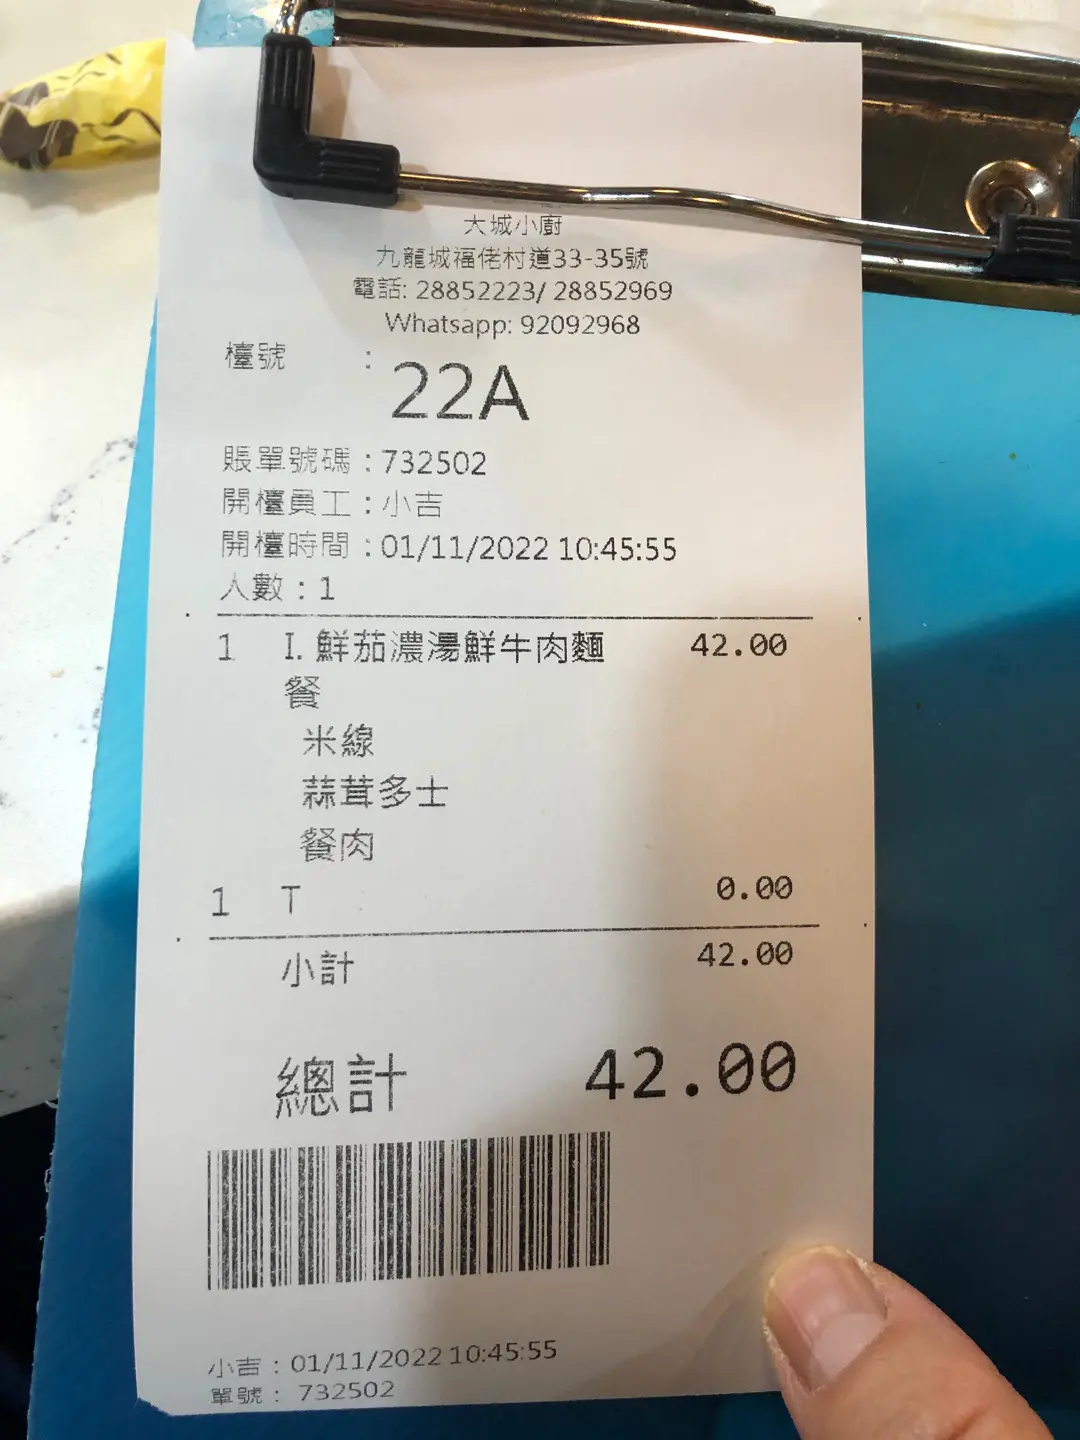 大城小廚
九龍城福佬村道33-35號
電話: 28852223/ 28852969
Whatsapp: 92092968
檯號 :
22A
賬單號碼 : 732502
開檯員工 : 小吉
開檯時間 : 01/11/2022 10:45:55
人數 : 1
1 I. 鮮茄濃湯鮮牛肉麵 42.00
餐
米線
蒜茸多士
餐肉
1 T 0.00
小計 42.00
總計 42.00
小吉 : 01/11/2022 10:45:55
單號 : 732502